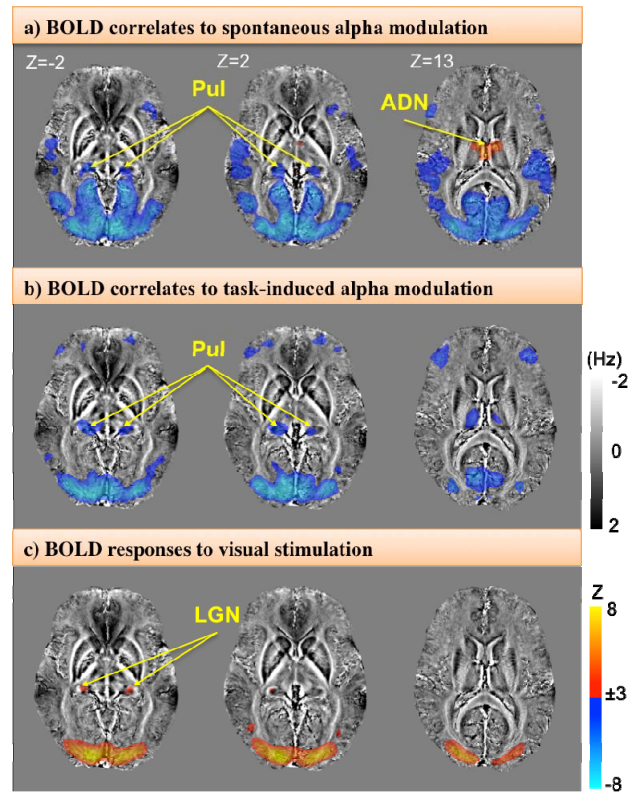 a) BOLD correlates to spontaneous alpha modulation
Z=-2
Z=2
Z=13
Pul
ADN
b) BOLD correlates to task-induced alpha modulation
Pul
(Hz)
-2
0
2
c) BOLD responses to visual stimulation
LGN
Z
8
±3
-8